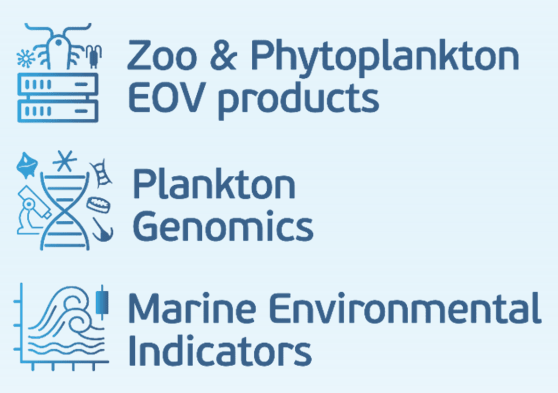 Zoo & Phytoplankton
EOV products
Plankton
Genomics
Marine Environmental
Indicators